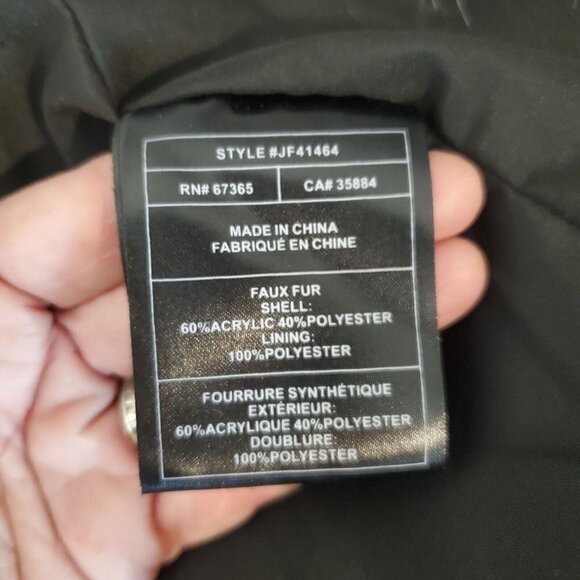 STYLE #JF41464
RN# 67365
CA# 35884
MADE IN CHINA
FABRIQUÉ EN CHINE
FAUX FUR
SHELL:
60%ACRYLIC 40%POLYESTER
LINING:
100%POLYESTER
FOURRURE SYNTHÉTIQUE
EXTÉRIEUR:
60%ACRYLIQUE 40%POLYESTER
DOUBLURE:
100%POLYESTER